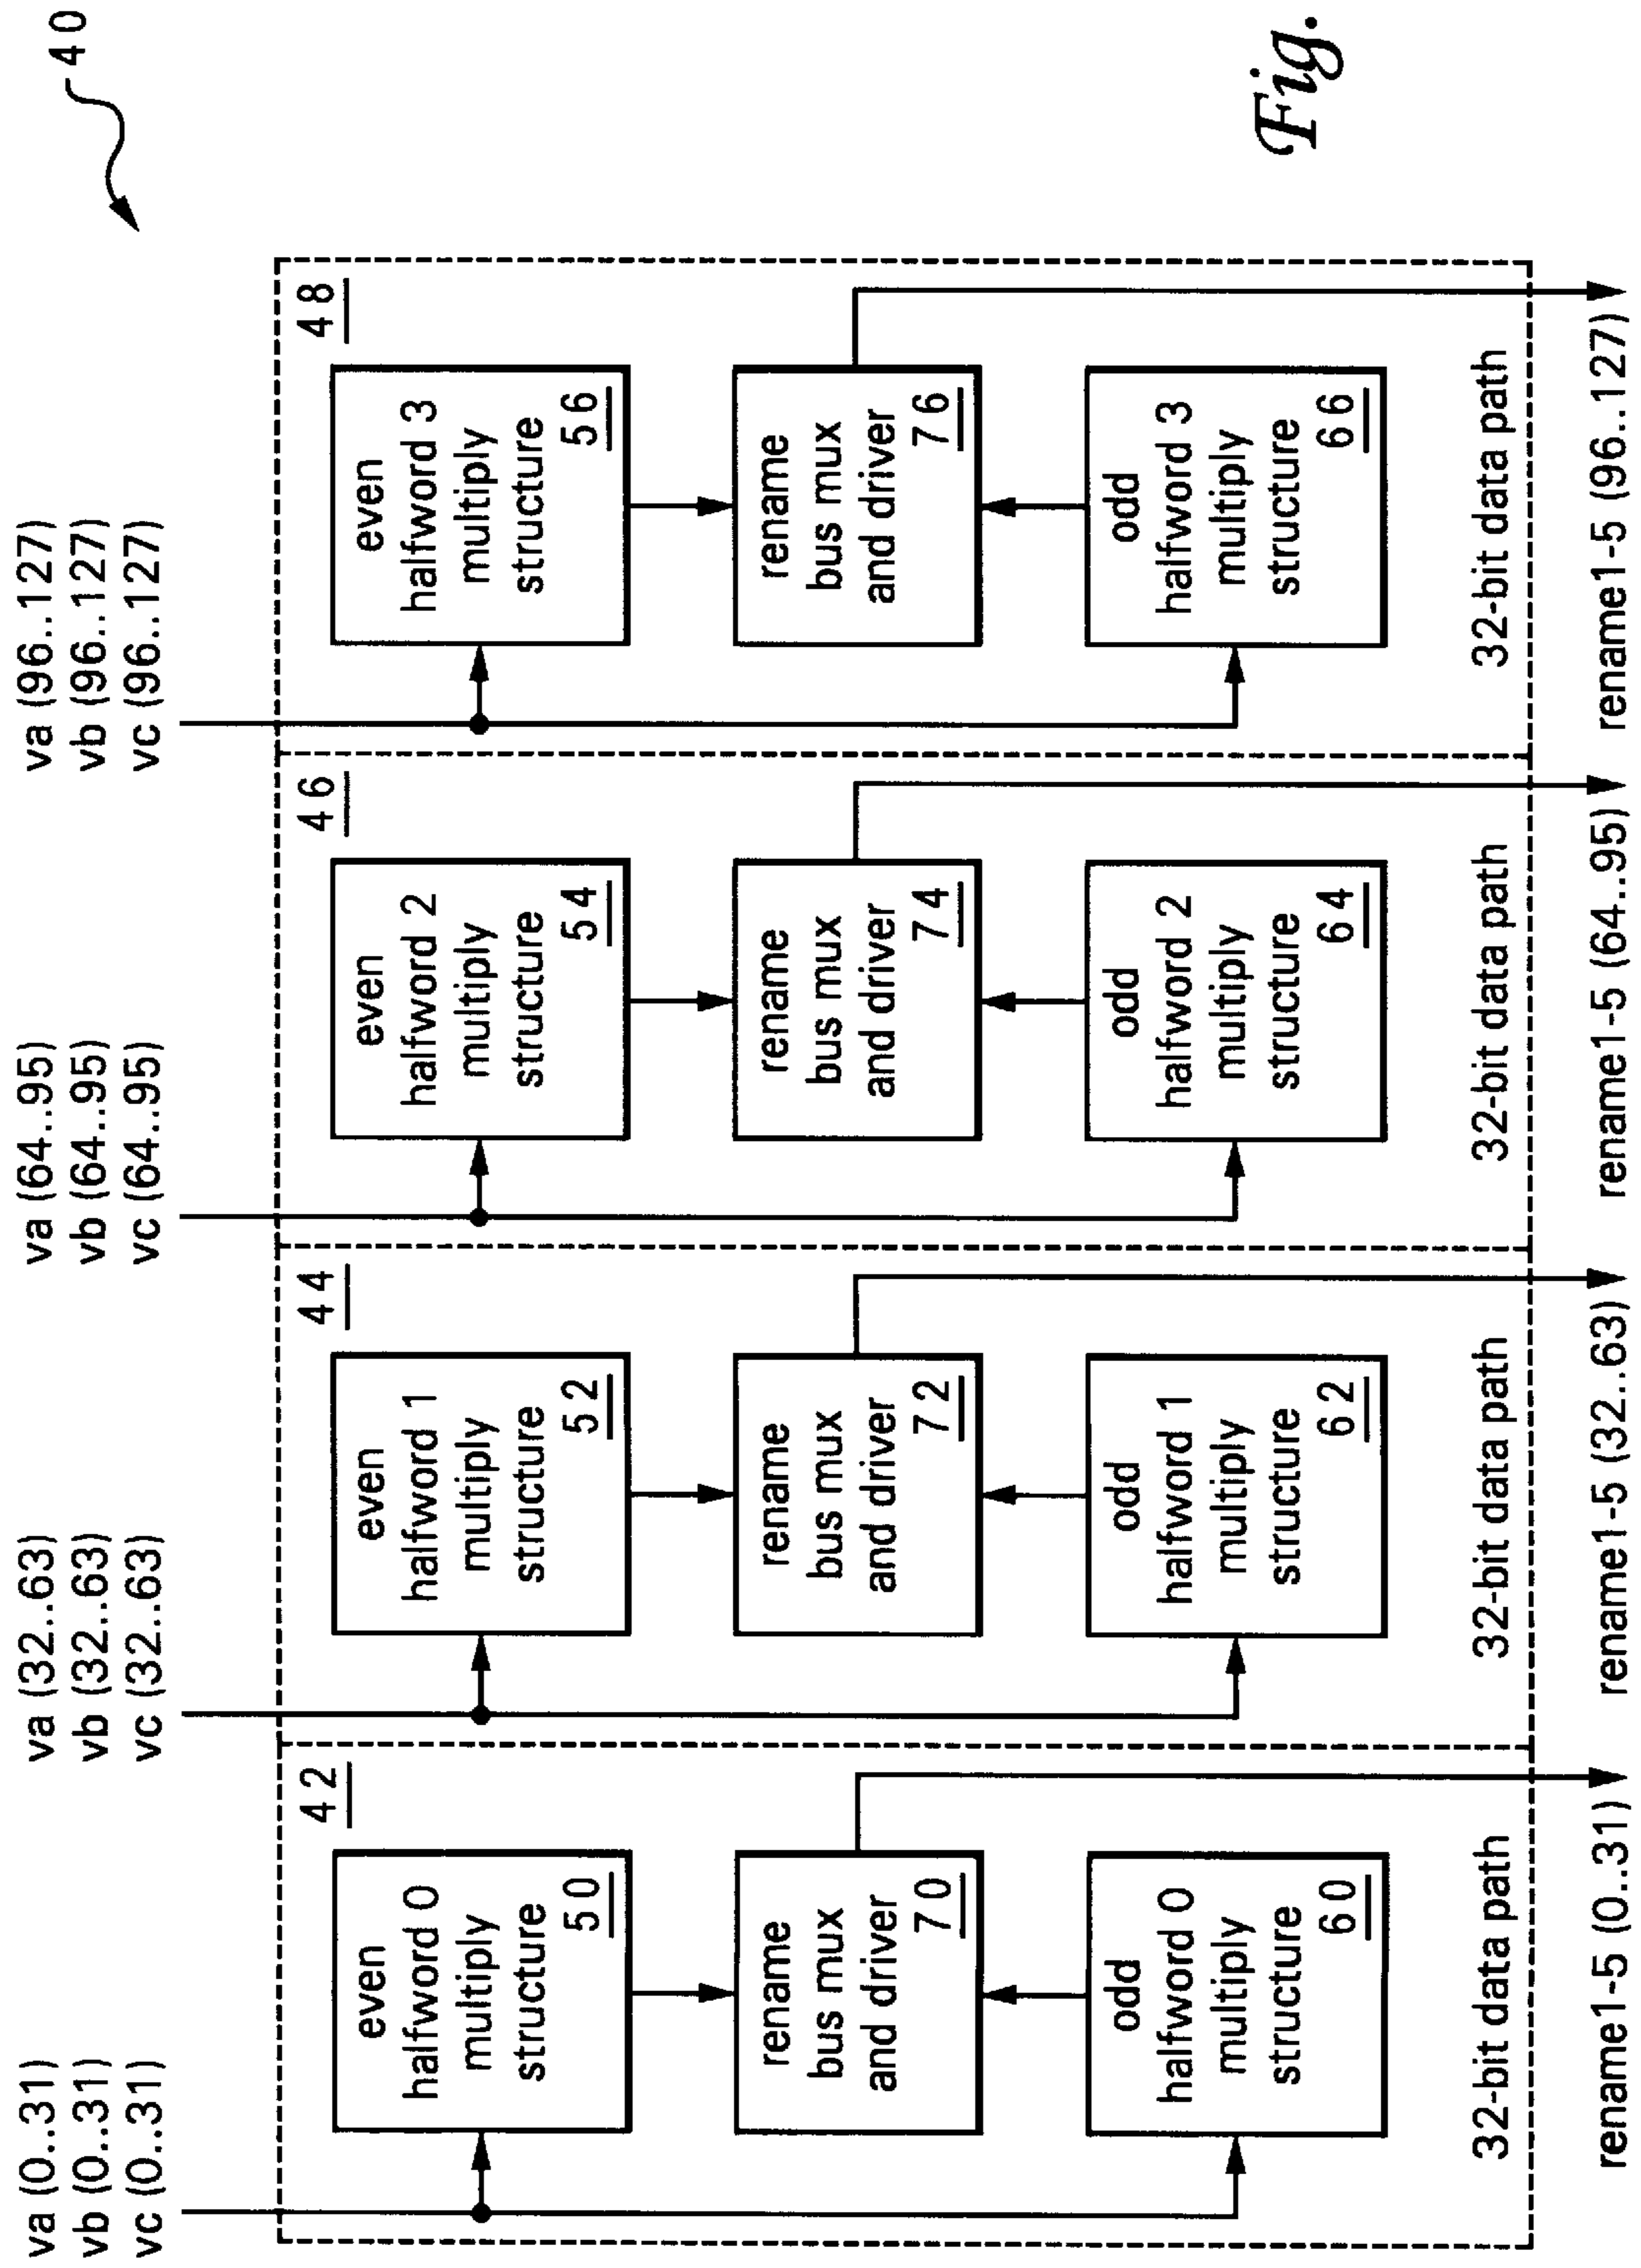 40
va (0..31)
vb (0..31)
vc (0..31)
va (32..63)
vb (32..63)
vc (32..63)
va (64..95)
vb (64..95)
vc (64..95)
va (96..127)
vb (96..127)
vc (96..127)
42
even
halfword 0
multiply
structure
50
rename
bus mux
and driver
70
odd
halfword 0
multiply
structure
60
32-bit data path
rename1-5 (0..31)
44
even
halfword 1
multiply
structure
52
rename
bus mux
and driver
72
odd
halfword 1
multiply
structure
62
32-bit data path
rename1-5 (32..63)
46
even
halfword 2
multiply
structure
54
rename
bus mux
and driver
74
odd
halfword 2
multiply
structure
64
32-bit data path
rename1-5 (64..95)
48
even
halfword 3
multiply
structure
56
rename
bus mux
and driver
76
odd
halfword 3
multiply
structure
66
32-bit data path
rename1-5 (96..127)
Fig.